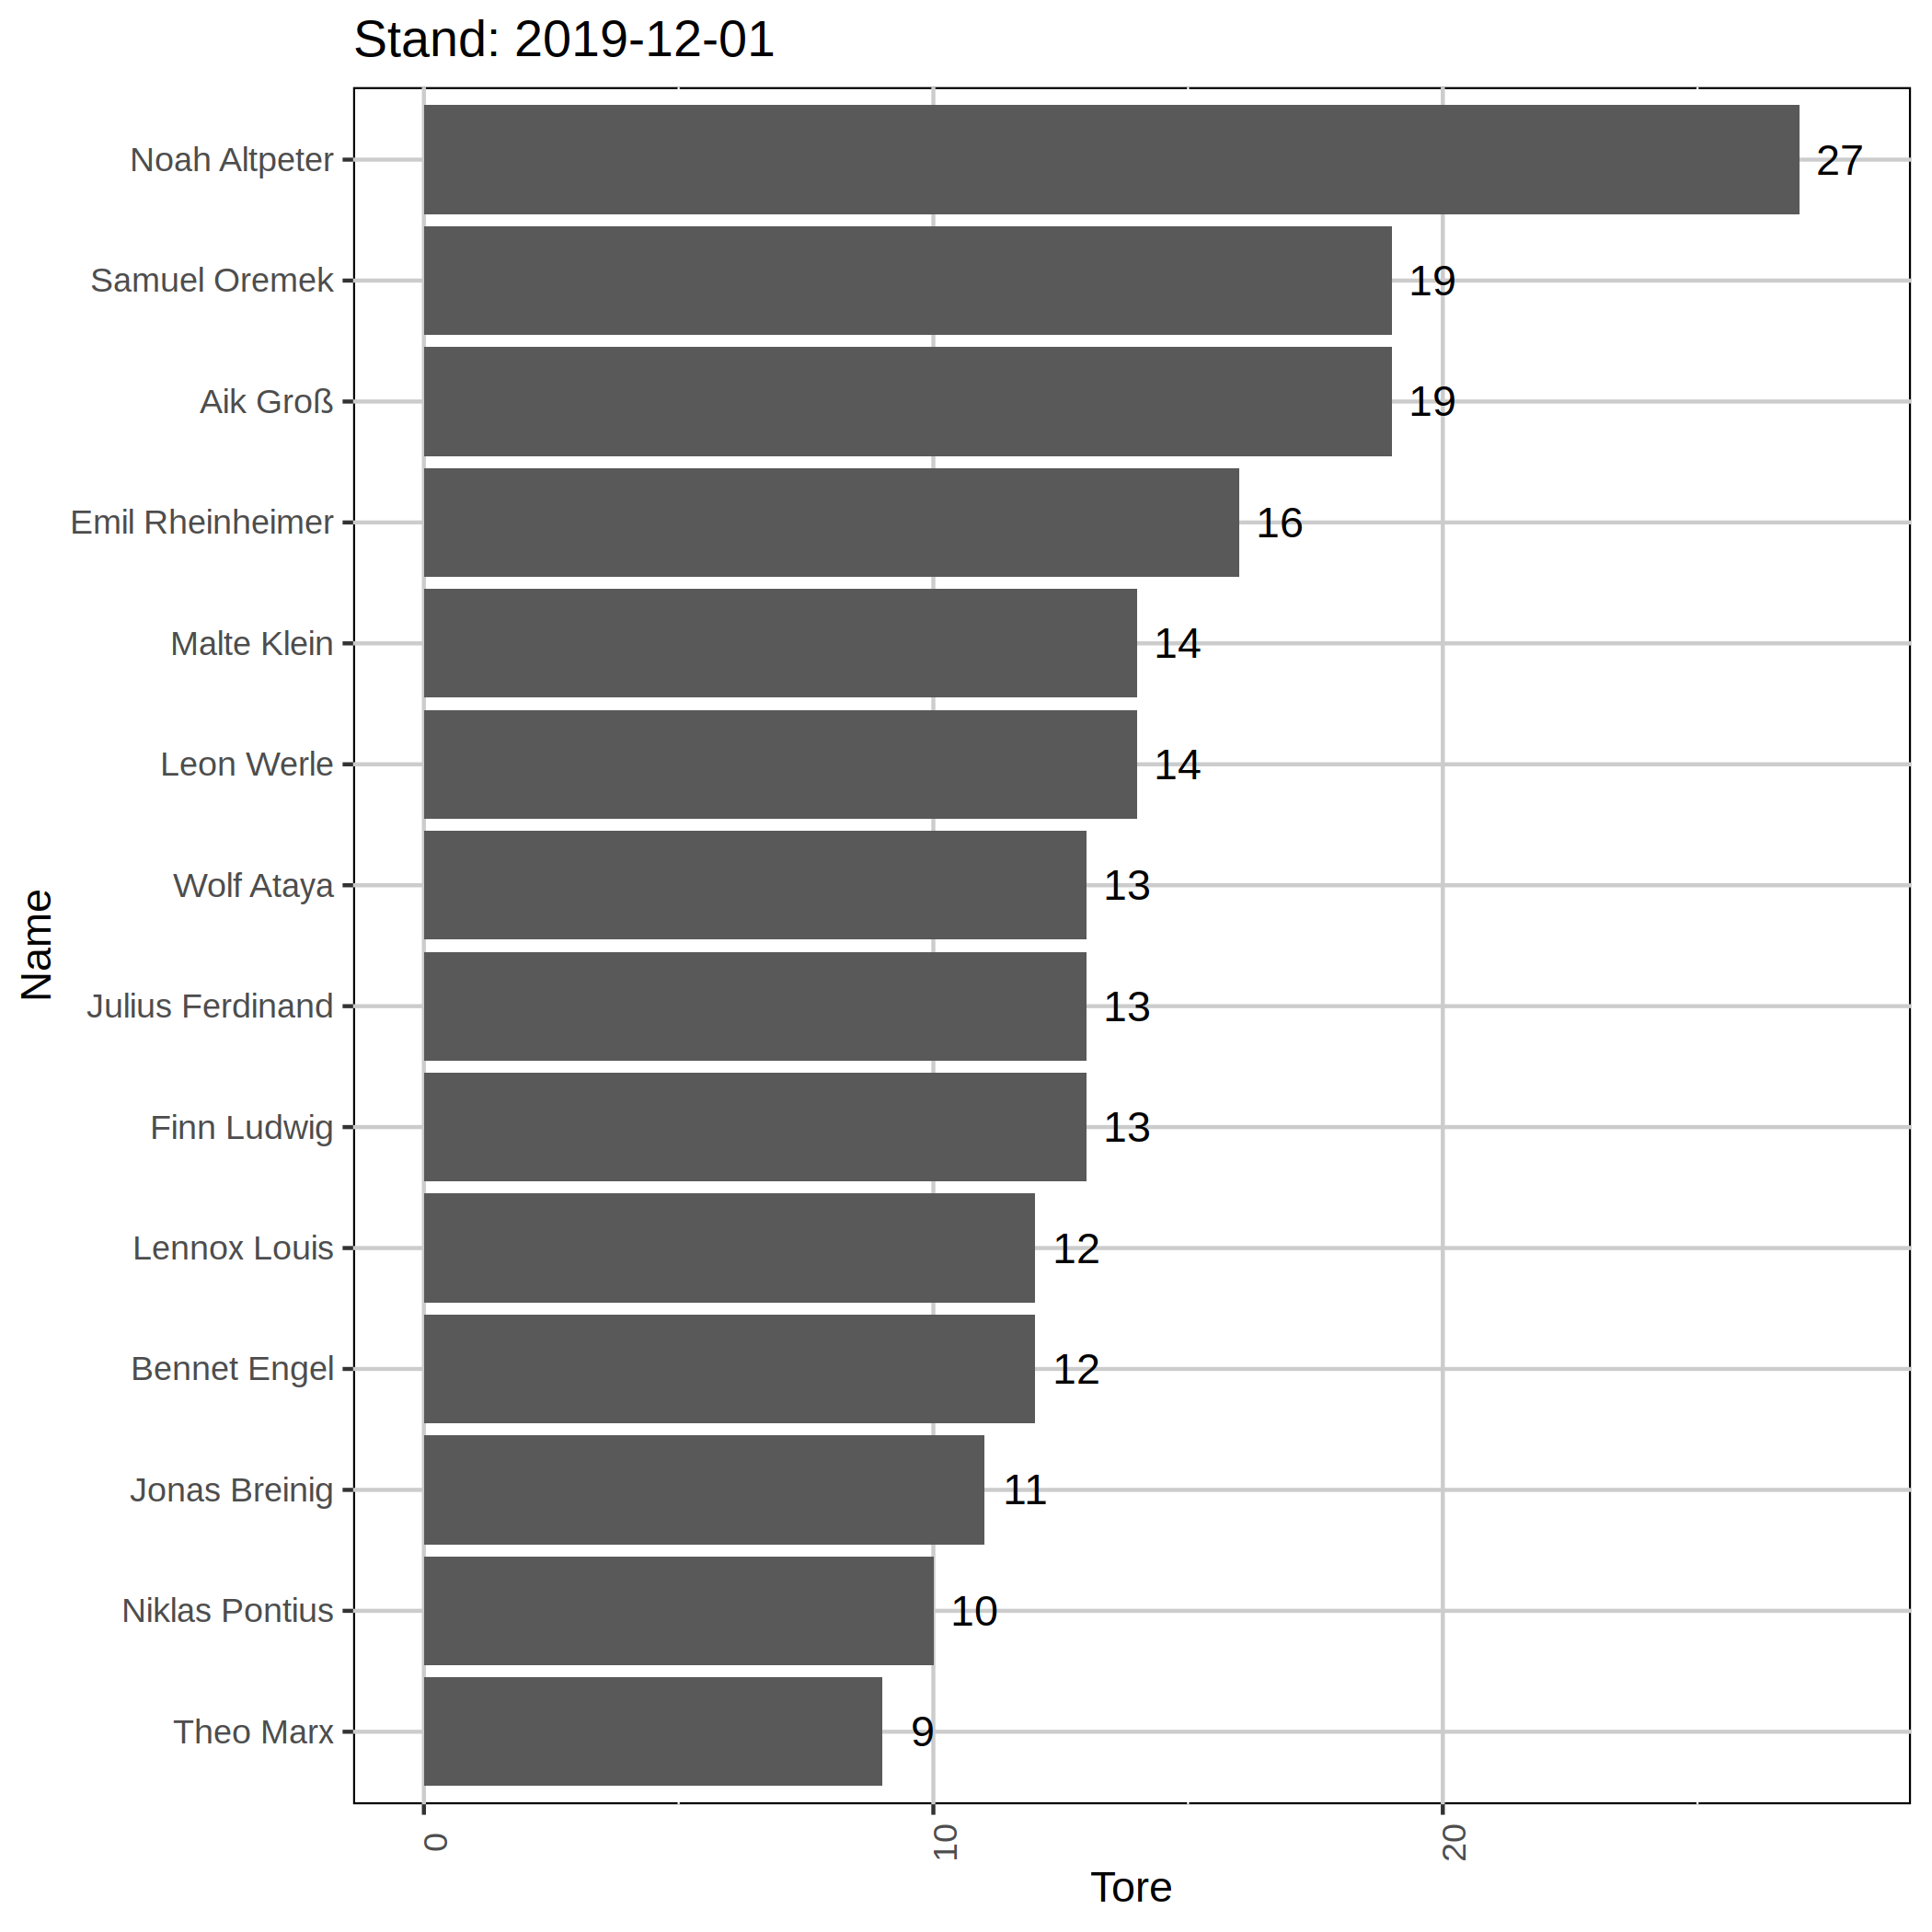 Stand: 2019-12-01
Noah Altpeter 27
Samuel Oremek 19
Aik Groß 19
Emil Rheinheimer 16
Malte Klein 14
Leon Werle 14
Wolf Ataya 13
Julius Ferdinand 13
Finn Ludwig 13
Lennox Louis 12
Bennet Engel 12
Jonas Breinig 11
Niklas Pontius 10
Theo Marx 9
Name
0 10 20
Tore